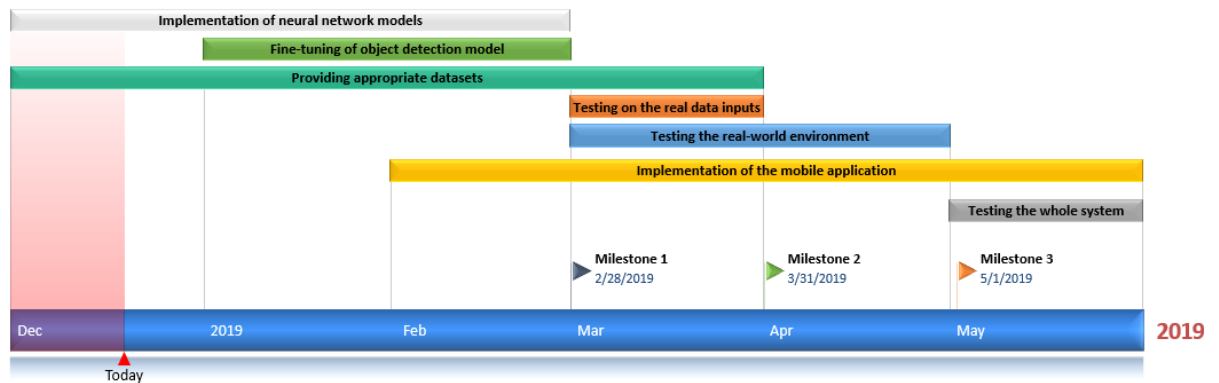 Implementation of neural network models
Fine-tuning of object detection model
Providing appropriate datasets
Testing on the real data inputs
Testing the real-world environment
Implementation of the mobile application
Testing the whole system
Milestone 1
2/28/2019
Milestone 2
3/31/2019
Milestone 3
5/1/2019
Dec 2019 Feb Mar Apr May 2019
Today